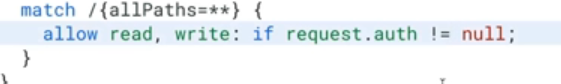 match /{allPaths=**} {
allow read, write: if request.auth != null;
}
}